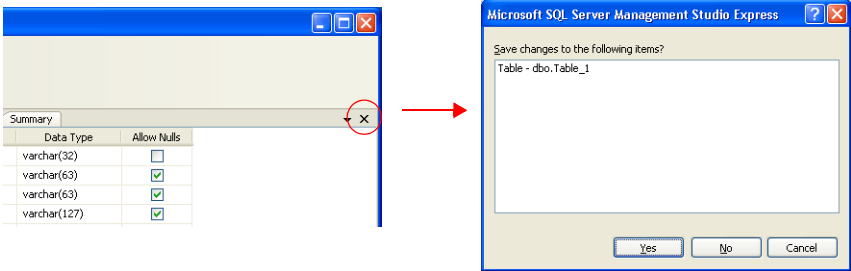 Summary
Data Type Allow Nulls
varchar(32)
varchar(63)
varchar(63)
varchar(127)
Microsoft SQL Server Management Studio Express
Save changes to the following items?
Table - dbo.Table_1
Yes No Cancel